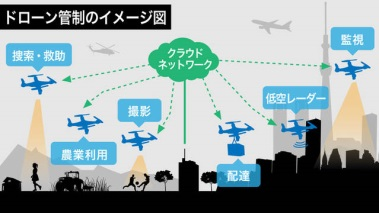 ドローン管制のイメージ図
捜索・救助
クラウド
ネットワーク
監視
撮影
低空レーダー
農業利用
配達